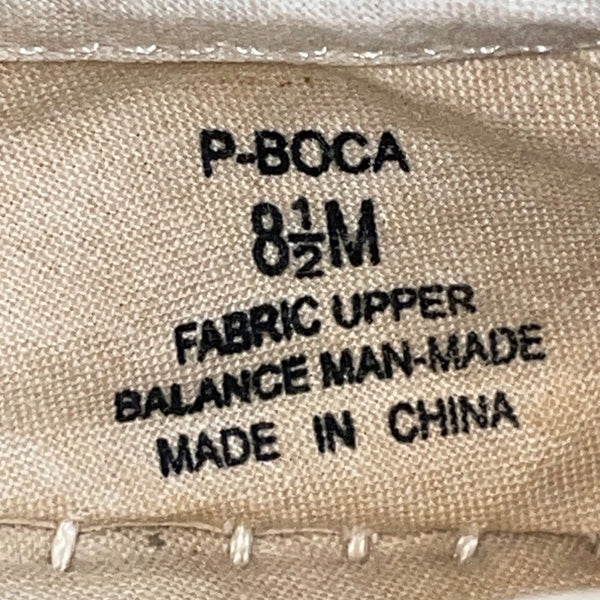 P-BOCA
8½M
FABRIC UPPER
BALANCE MAN-MADE
MADE IN CHINA